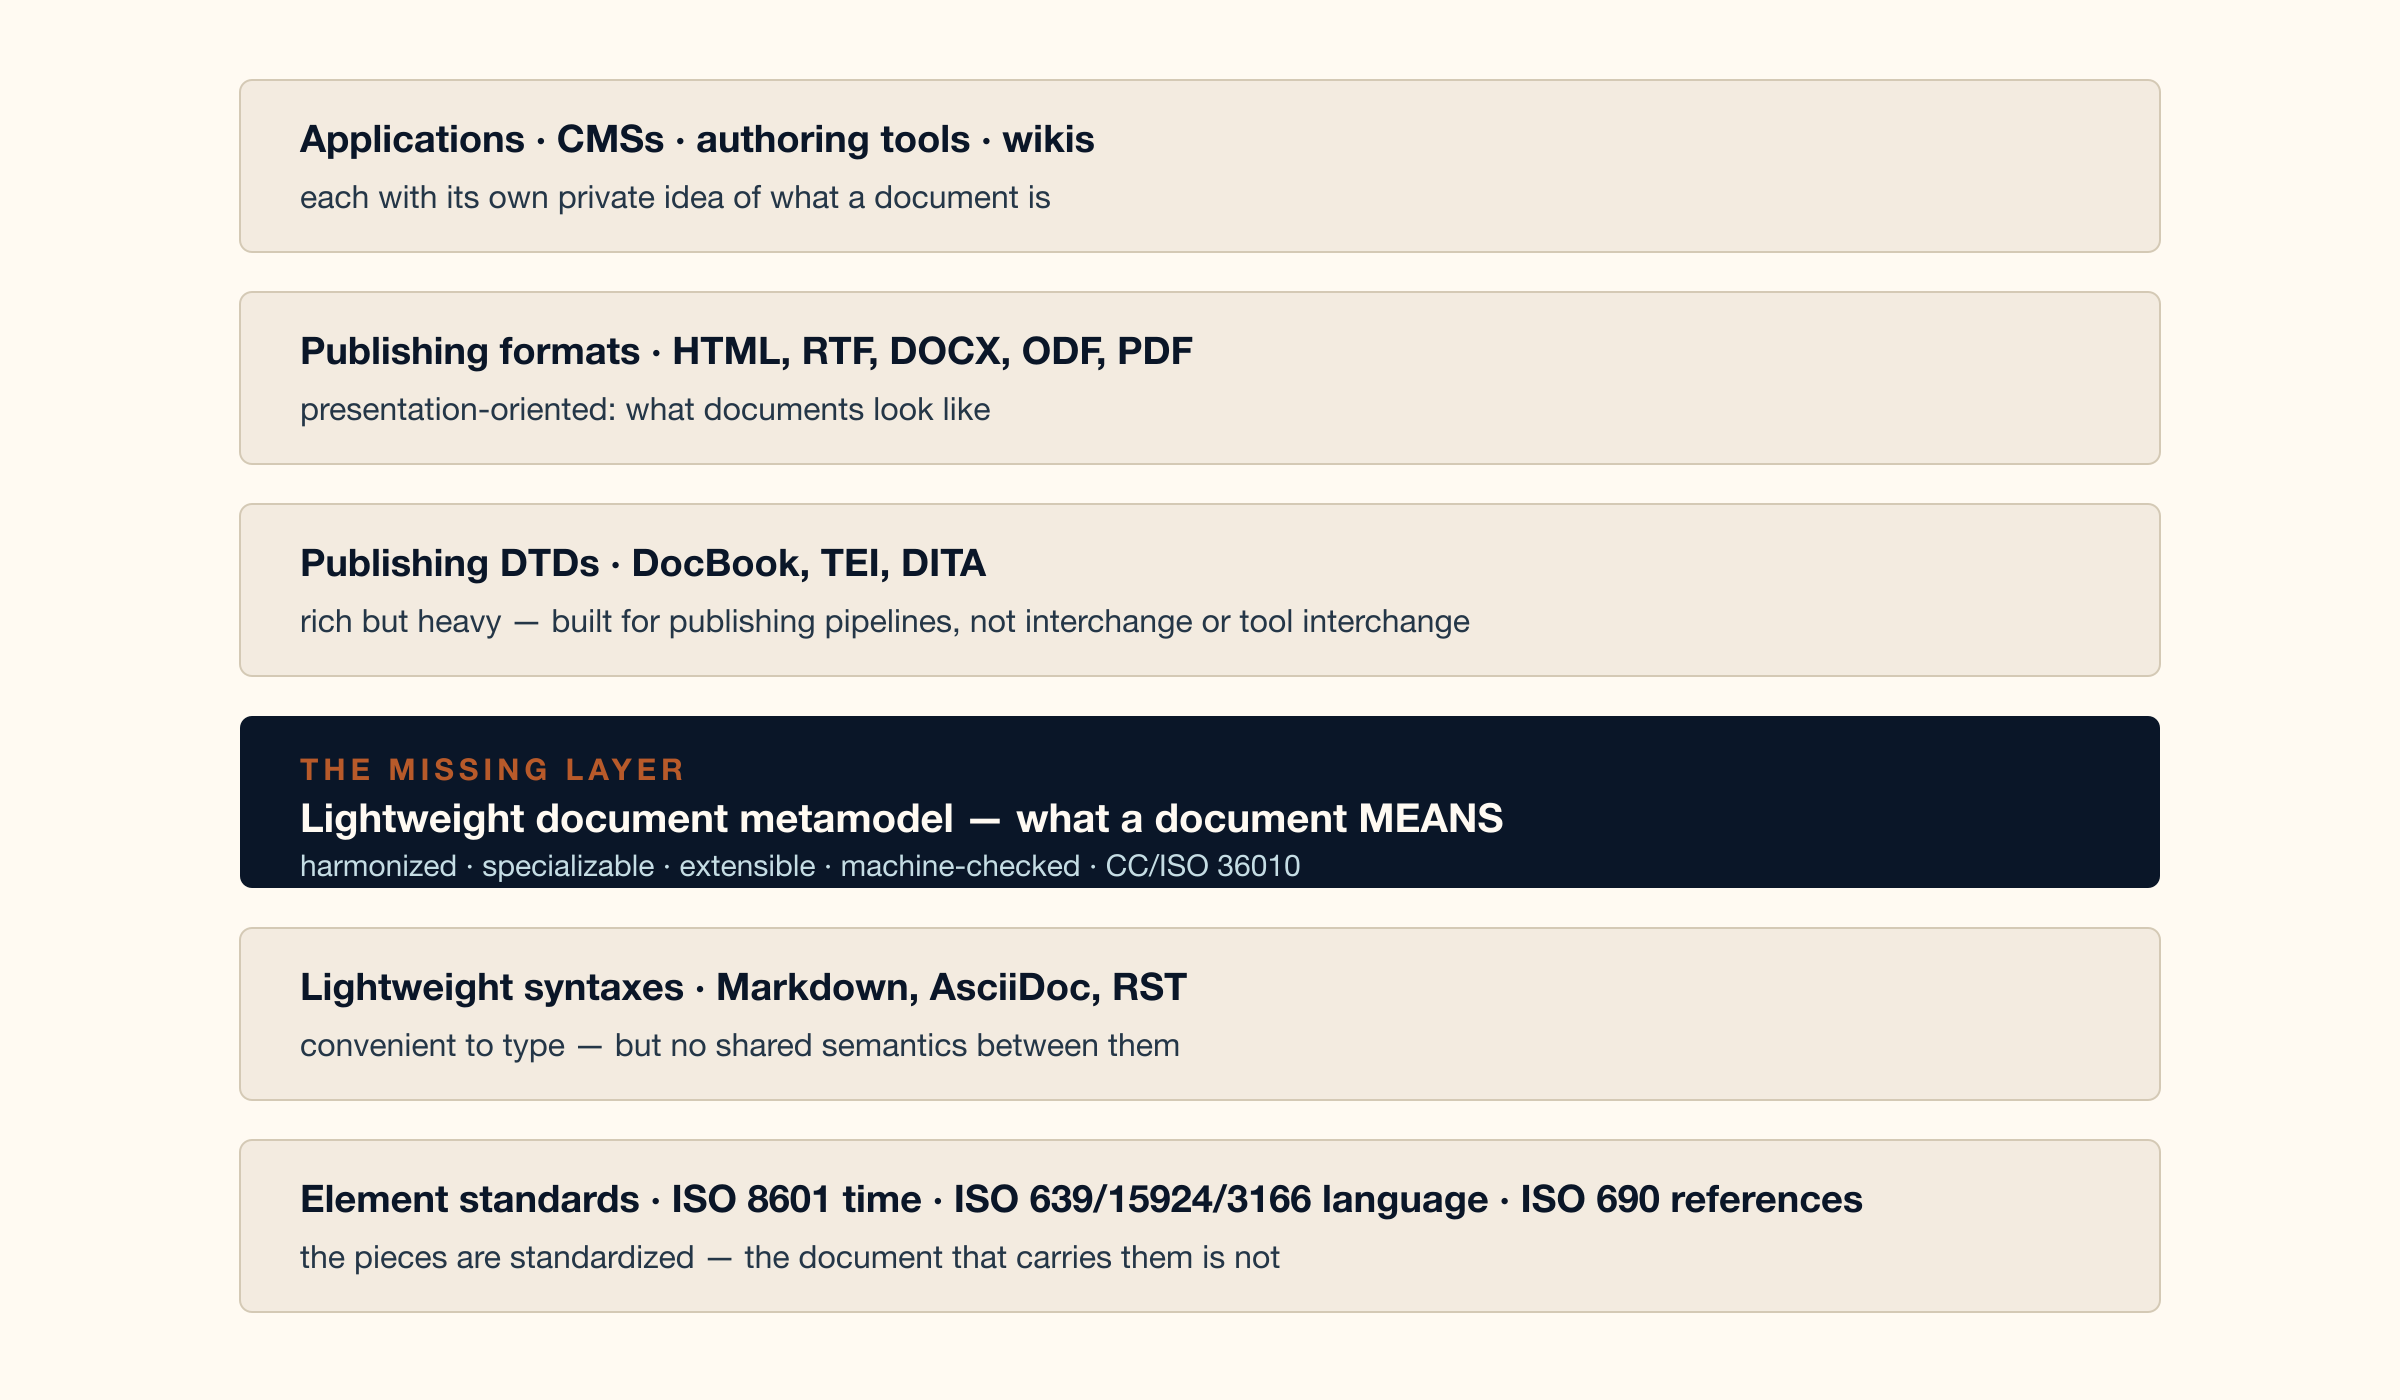 Applications · CMSs · authoring tools · wikis
each with its own private idea of what a document is
Publishing formats · HTML, RTF, DOCX, ODF, PDF
presentation-oriented: what documents look like
Publishing DTDs · DocBook, TEI, DITA
rich but heavy — built for publishing pipelines, not interchange or tool interchange
THE MISSING LAYER
Lightweight document metamodel — what a document MEANS
harmonized · specializable · extensible · machine-checked · CC/ISO 36010
Lightweight syntaxes · Markdown, AsciiDoc, RST
convenient to type — but no shared semantics between them
Element standards · ISO 8601 time · ISO 639/15924/3166 language · ISO 690 references
the pieces are standardized — the document that carries them is not